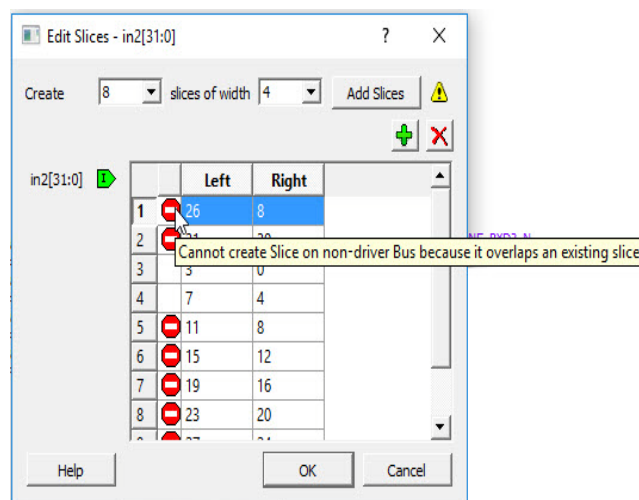 Edit Slices - in2[31:0] ? X
Create 8 slices of width 4 Add Slices
in2[31:0] I
Left Right
1 26 8
2
Cannot create Slice on non-driver Bus because it overlaps an existing slice
3 3 0
4 7 4
5 11 8
6 15 12
7 19 16
8 23 20
Help OK Cancel